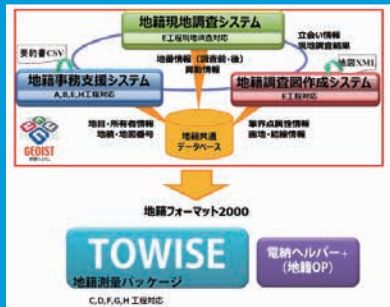 地籍現地調査システム
E工程現地調査対応
要約書CSV
地番情報（調査前・後）
異動情報
立会い情報
現地調査結果
地図XML
地籍事務支援システム
A,B,E,H工程対応
地籍調査図作成システム
E工程対応
地目・所有者情報
地積・地図番号
地籍共通
データベース
筆界点属性情報
画地・結線情報
GEOIST
地籍フォーマット2000
TOWISE
地籍測量パッケージ
C,D,F,G,H 工程対応
電納ヘルパー+
(地籍OP)